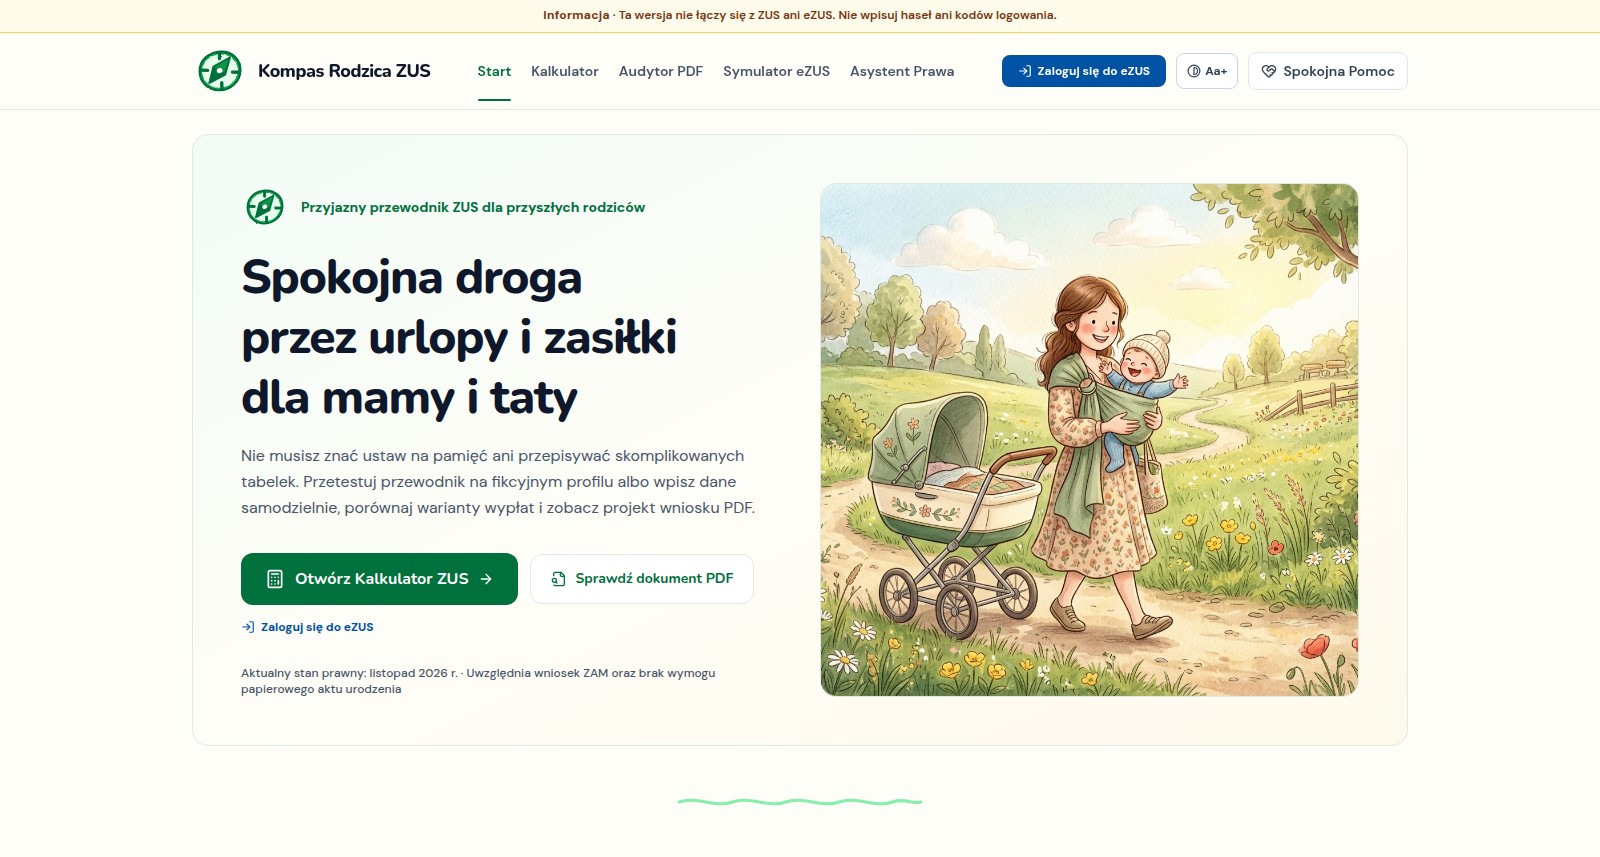 Informacja · Ta wersja nie łączy się z ZUS ani eZUS. Nie wpisuj haseł ani kodów logowania.
Kompas Rodzica ZUS
Start
Kalkulator
Audytor PDF
Symulator eZUS
Asystent Prawa
Zaloguj się do eZUS
Aa+
Spokojna Pomoc
Przyjazny przewodnik ZUS dla przyszłych rodziców
Spokojna droga
przez urlopy i zasiłki
dla mamy i taty
Nie musisz znać ustaw na pamięć ani przepisywać skomplikowanych
tabelek. Przetestuj przewodnik na fikcyjnym profilu albo wpisz dane
samodzielnie, porównaj warianty wypłat i zobacz projekt wniosku PDF.
Otwórz Kalkulator ZUS
Sprawdź dokument PDF
Zaloguj się do eZUS
Aktualny stan prawny: listopad 2026 r. · Uwzględnia wniosek ZAM oraz brak wymogu
papierowego aktu urodzenia